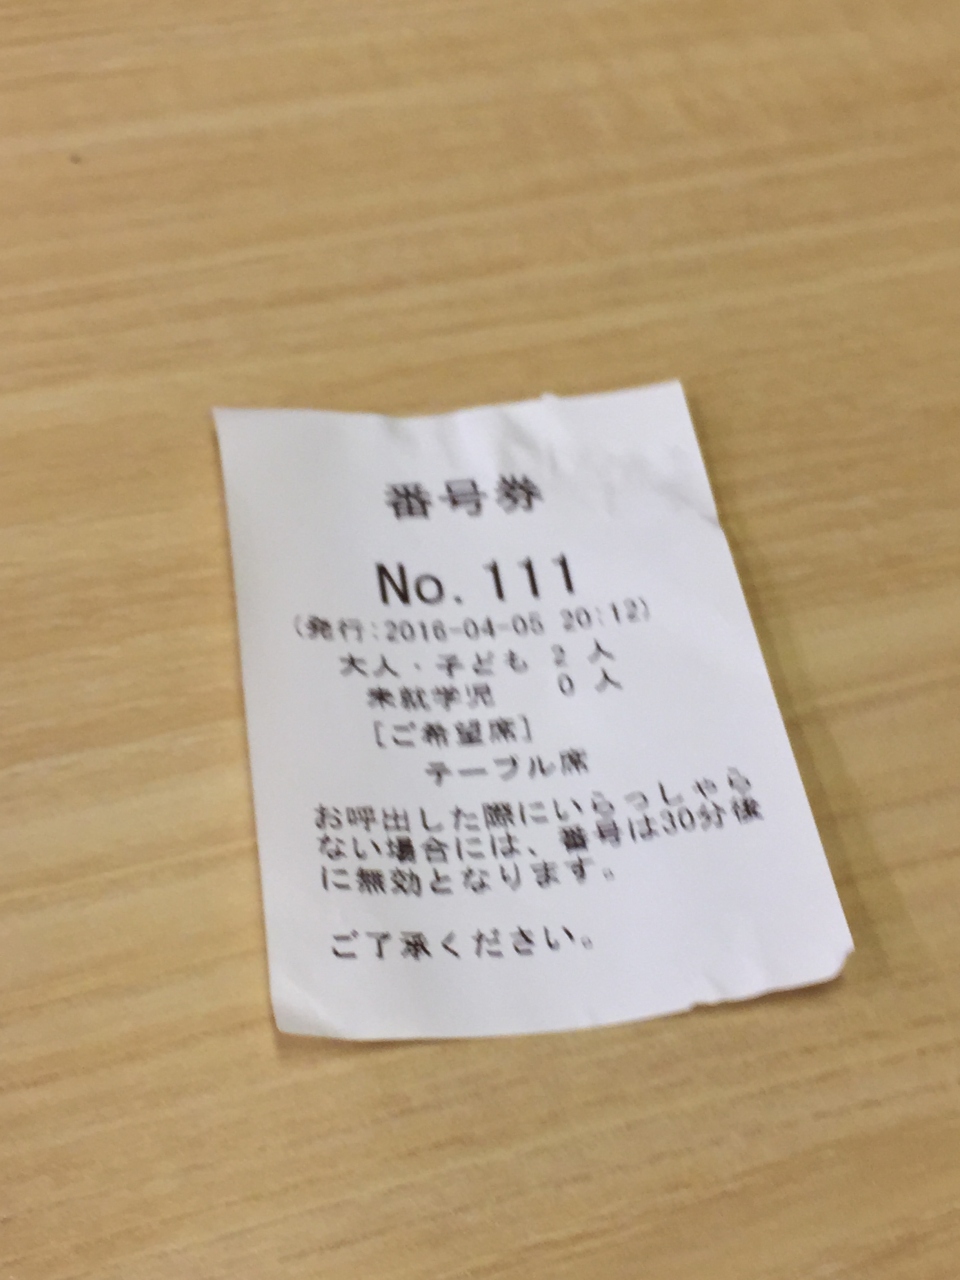 番号券
No. 111
(発行:2016-04-05 20:12)
大人・子ども 2 人
未就学児 0 人
[ご希望席]
テーブル席
お呼出した際にいらっしゃら
ない場合には、番号は30分後
に無効となります。
ご了承ください。